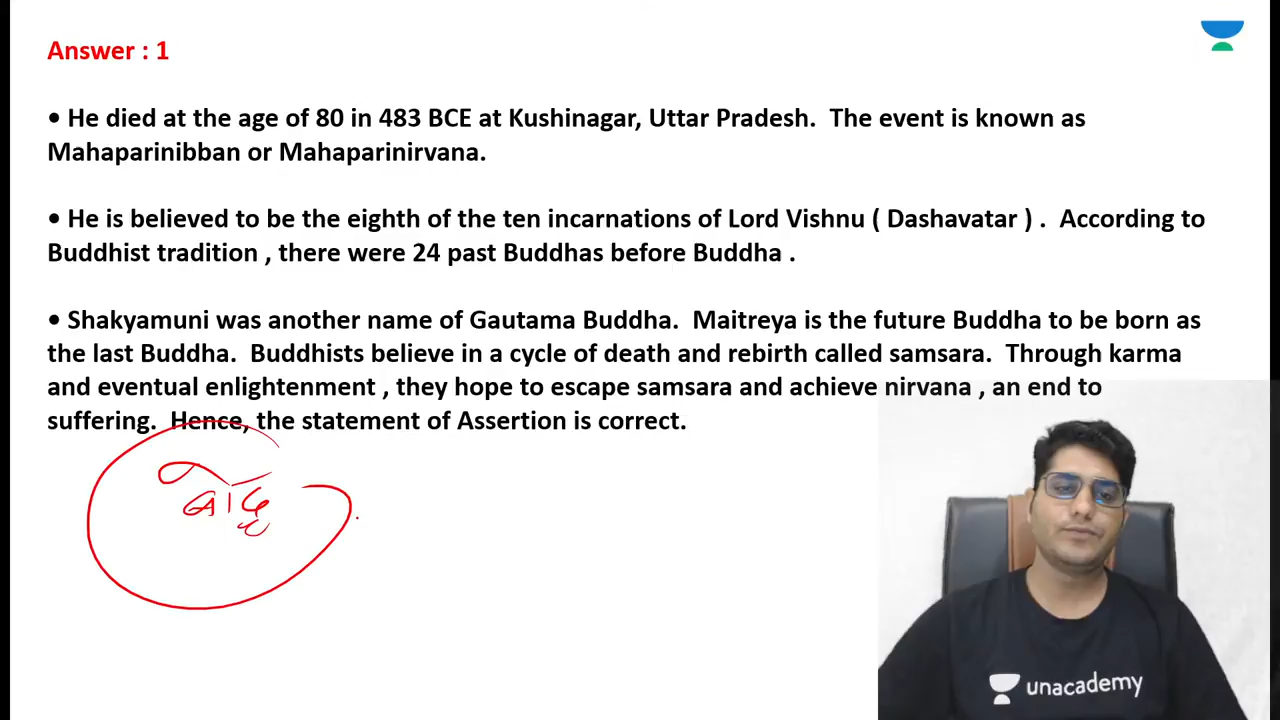 Answer : 1
• He died at the age of 80 in 483 BCE at Kushinagar, Uttar Pradesh. The event is known as
Mahaparinibban or Mahaparinirvana.
• He is believed to be the eighth of the ten incarnations of Lord Vishnu ( Dashavatar ) . According to
Buddhist tradition , there were 24 past Buddhas before Buddha .
• Shakyamuni was another name of Gautama Buddha. Maitreya is the future Buddha to be born as
the last Buddha. Buddhists believe in a cycle of death and rebirth called samsara. Through karma
and eventual enlightenment , they hope to escape samsara and achieve nirvana , an end to
suffering. Hence, the statement of Assertion is correct.
unacademy